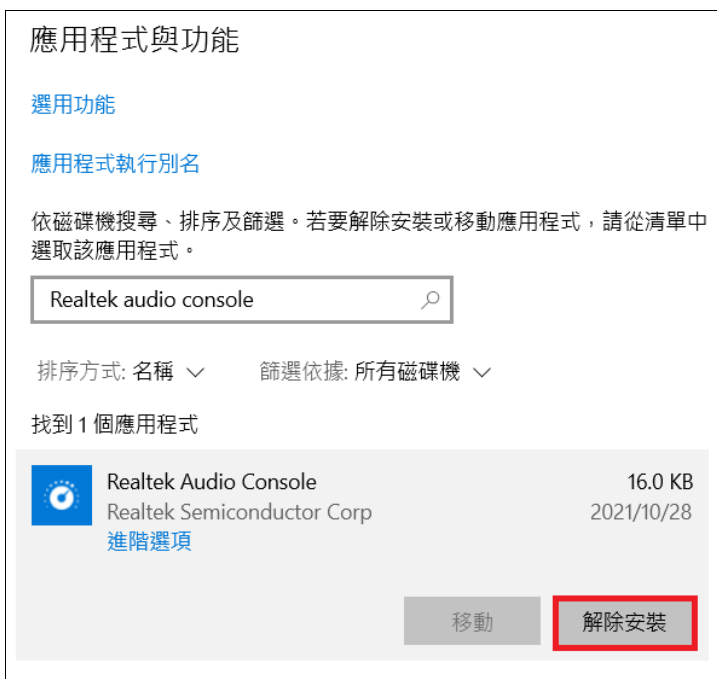 應用程式與功能
選用功能
應用程式執行別名
依磁碟機搜尋、排序及篩選。若要解除安裝或移動應用程式，請從清單中
選取該應用程式。
Realtek audio console
排序方式: 名稱 篩選依據: 所有磁碟機
找到 1 個應用程式
Realtek Audio Console 16.0 KB
Realtek Semiconductor Corp 2021/10/28
進階選項
移動 解除安裝